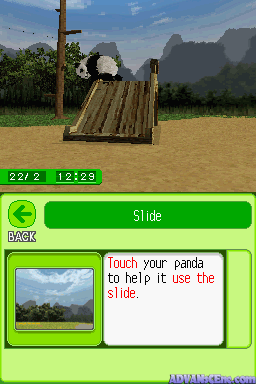 22/2 12:29
Slide
BACK
Touch your panda
to help it use the
slide.
ADVANsCEne.com